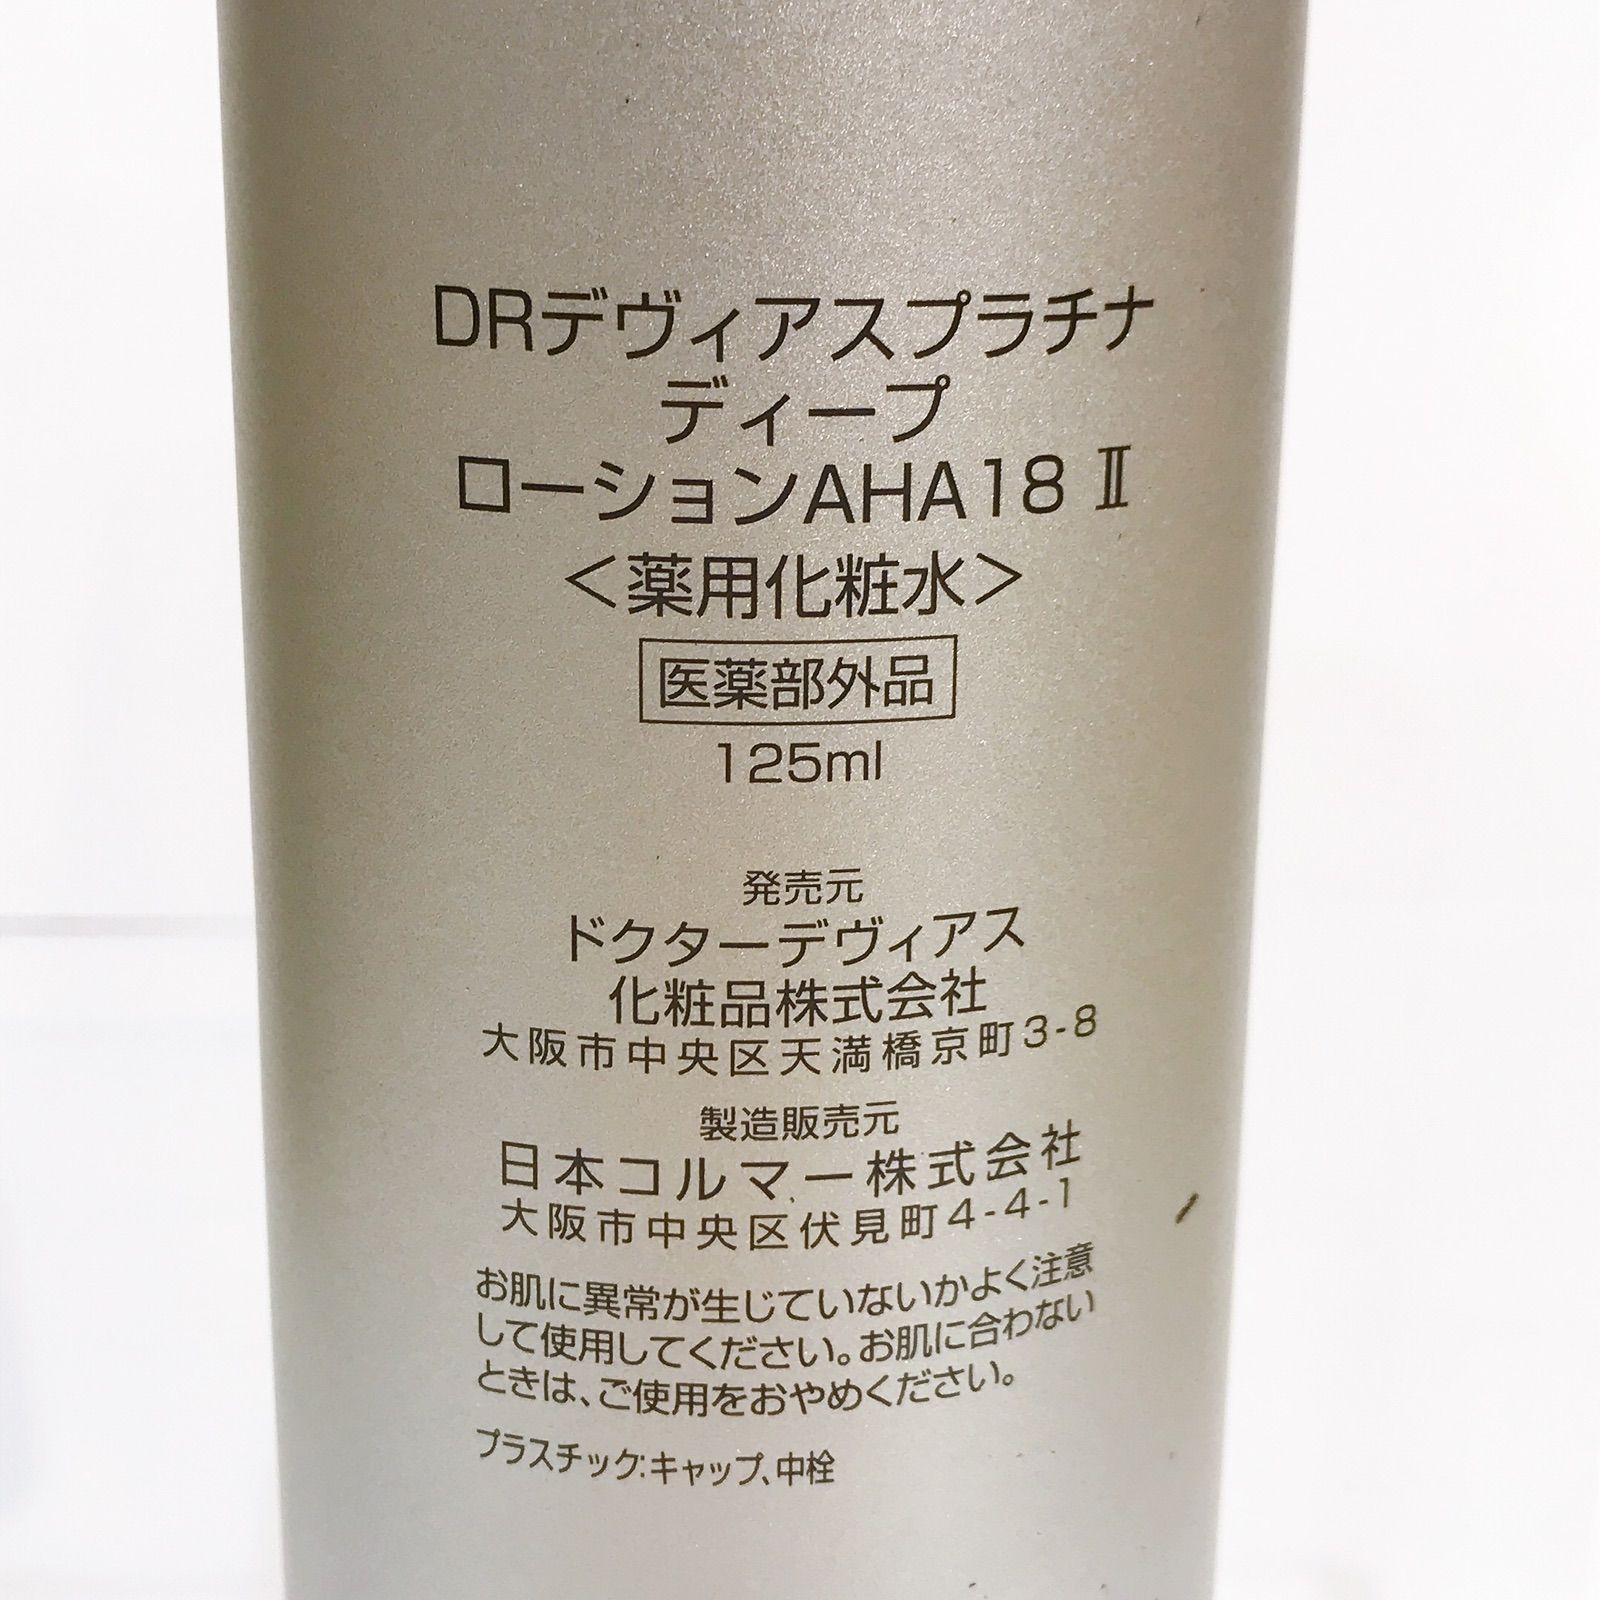 DRデヴィアスプラチナ
ディープ
ローションAHA18 Ⅱ
<薬用化粧水>
医薬部外品
125ml
発売元
ドクターデヴィアス
化粧品株式会社
大阪市中央区天満橋京町3-8
製造販売元
日本コルマー株式会社
大阪市中央区伏見町4-4-1
お肌に異常が生じていないかよく注意
して使用してください。お肌に合わない
ときは、ご使用をおやめください。
プラスチック:キャップ、中栓